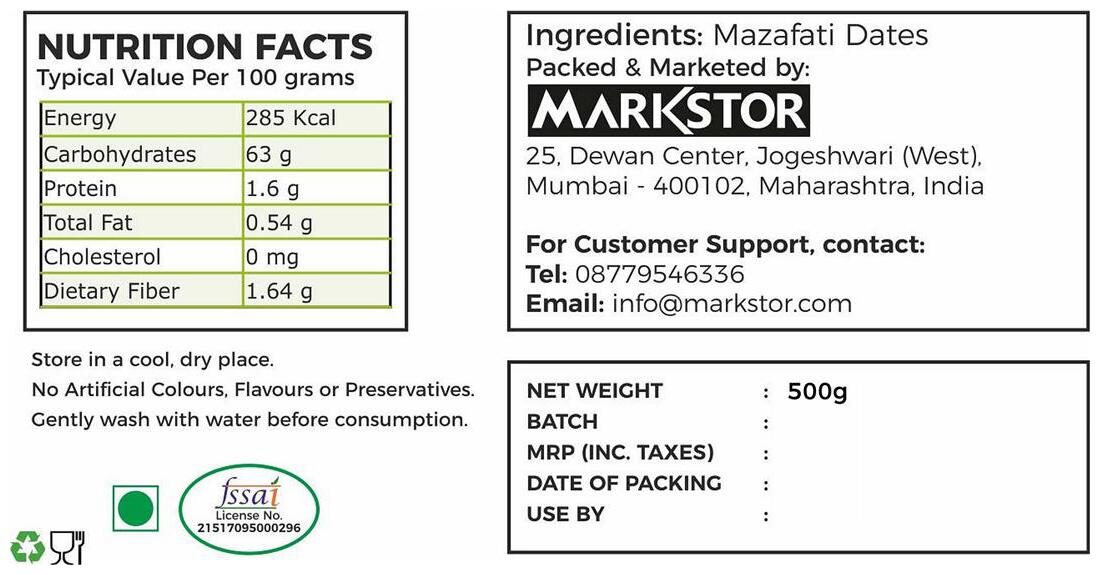 NUTRITION FACTS
Typical Value Per 100 grams
Energy 285 Kcal
Carbohydrates 63 g
Protein 1.6 g
Total Fat 0.54 g
Cholesterol 0 mg
Dietary Fiber 1.64 g
Store in a cool, dry place.
No Artificial Colours, Flavours or Preservatives.
Gently wash with water before consumption.
fssai
License No.
21517095000296
Ingredients: Mazafati Dates
Packed & Marketed by:
MARKSTOR
25, Dewan Center, Jogeshwari (West),
Mumbai - 400102, Maharashtra, India
For Customer Support, contact:
Tel: 08779546336
Email: info@markstor.com
NET WEIGHT : 500g
BATCH :
MRP (INC. TAXES) :
DATE OF PACKING :
USE BY :